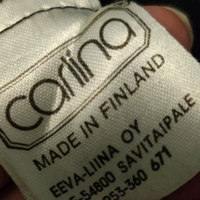 carlina
MADE IN FINLAND
EEVA-LIINA OY
54800 SAVITAIPALE
953-360 671